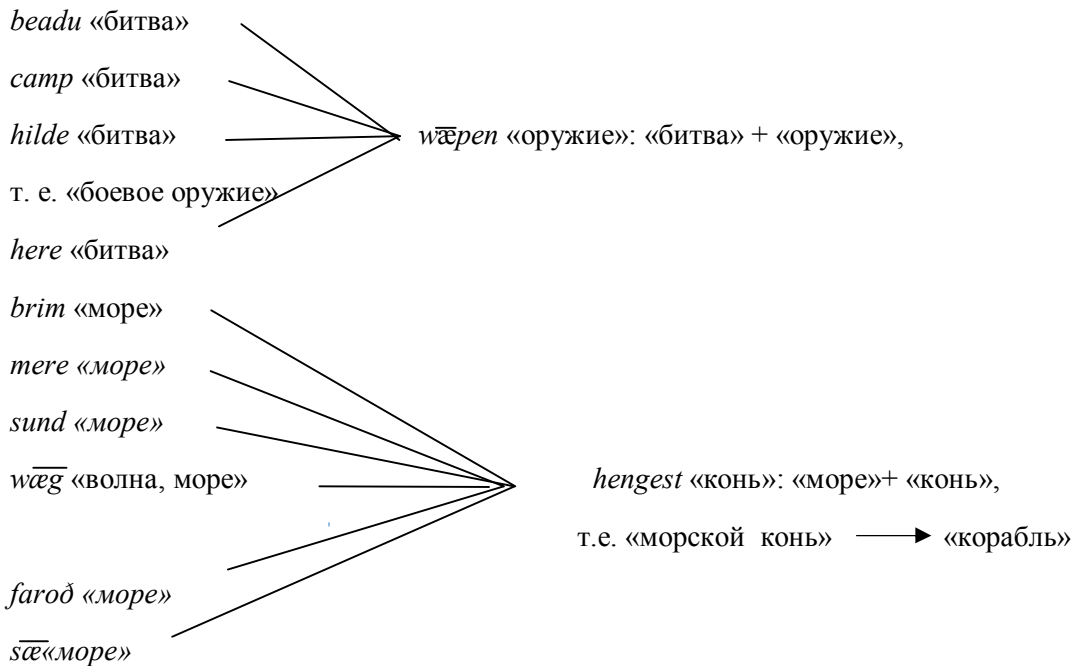 beadu «битва»
camp «битва»
hilde «битва» wǣpen «оружие»: «битва» + «оружие»,
т. е. «боевое оружие»
here «битва»
brim «море»
mere «море»
sund «море»
wǣg «волна, море» hengest «конь»: «море»+ «конь»,
т.е. «морской конь» → «корабль»
faroð «море»
sǣ«море»